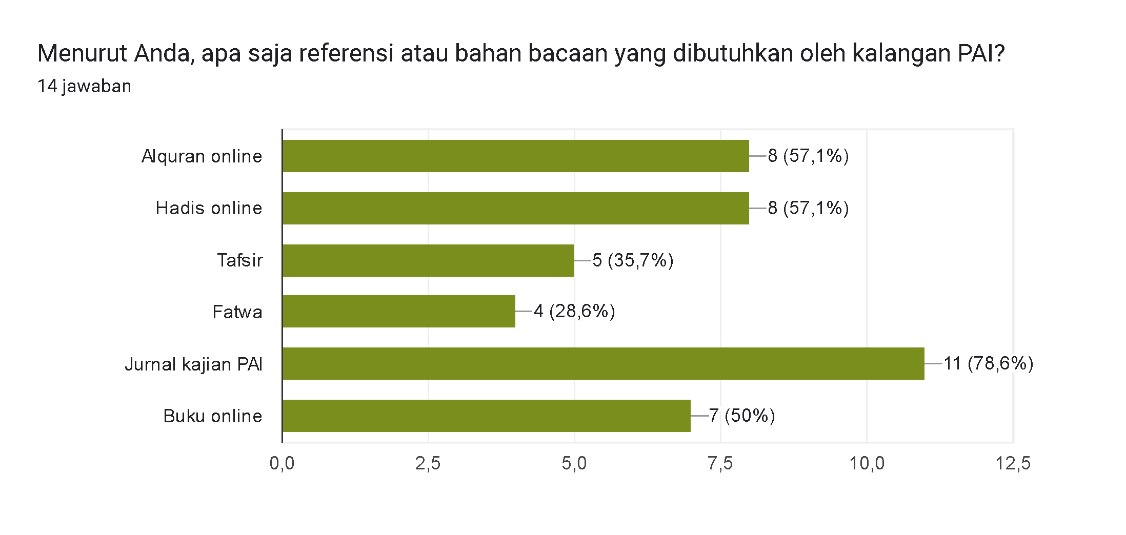 Menurut Anda, apa saja referensi atau bahan bacaan yang dibutuhkan oleh kalangan PAI?
14 jawaban
Alquran online 8 (57,1%)
Hadis online 8 (57,1%)
Tafsir 5 (35,7%)
Fatwa 4 (28,6%)
Jurnal kajian PAI 11 (78,6%)
Buku online 7 (50%)
0,0 2,5 5,0 7,5 10,0 12,5